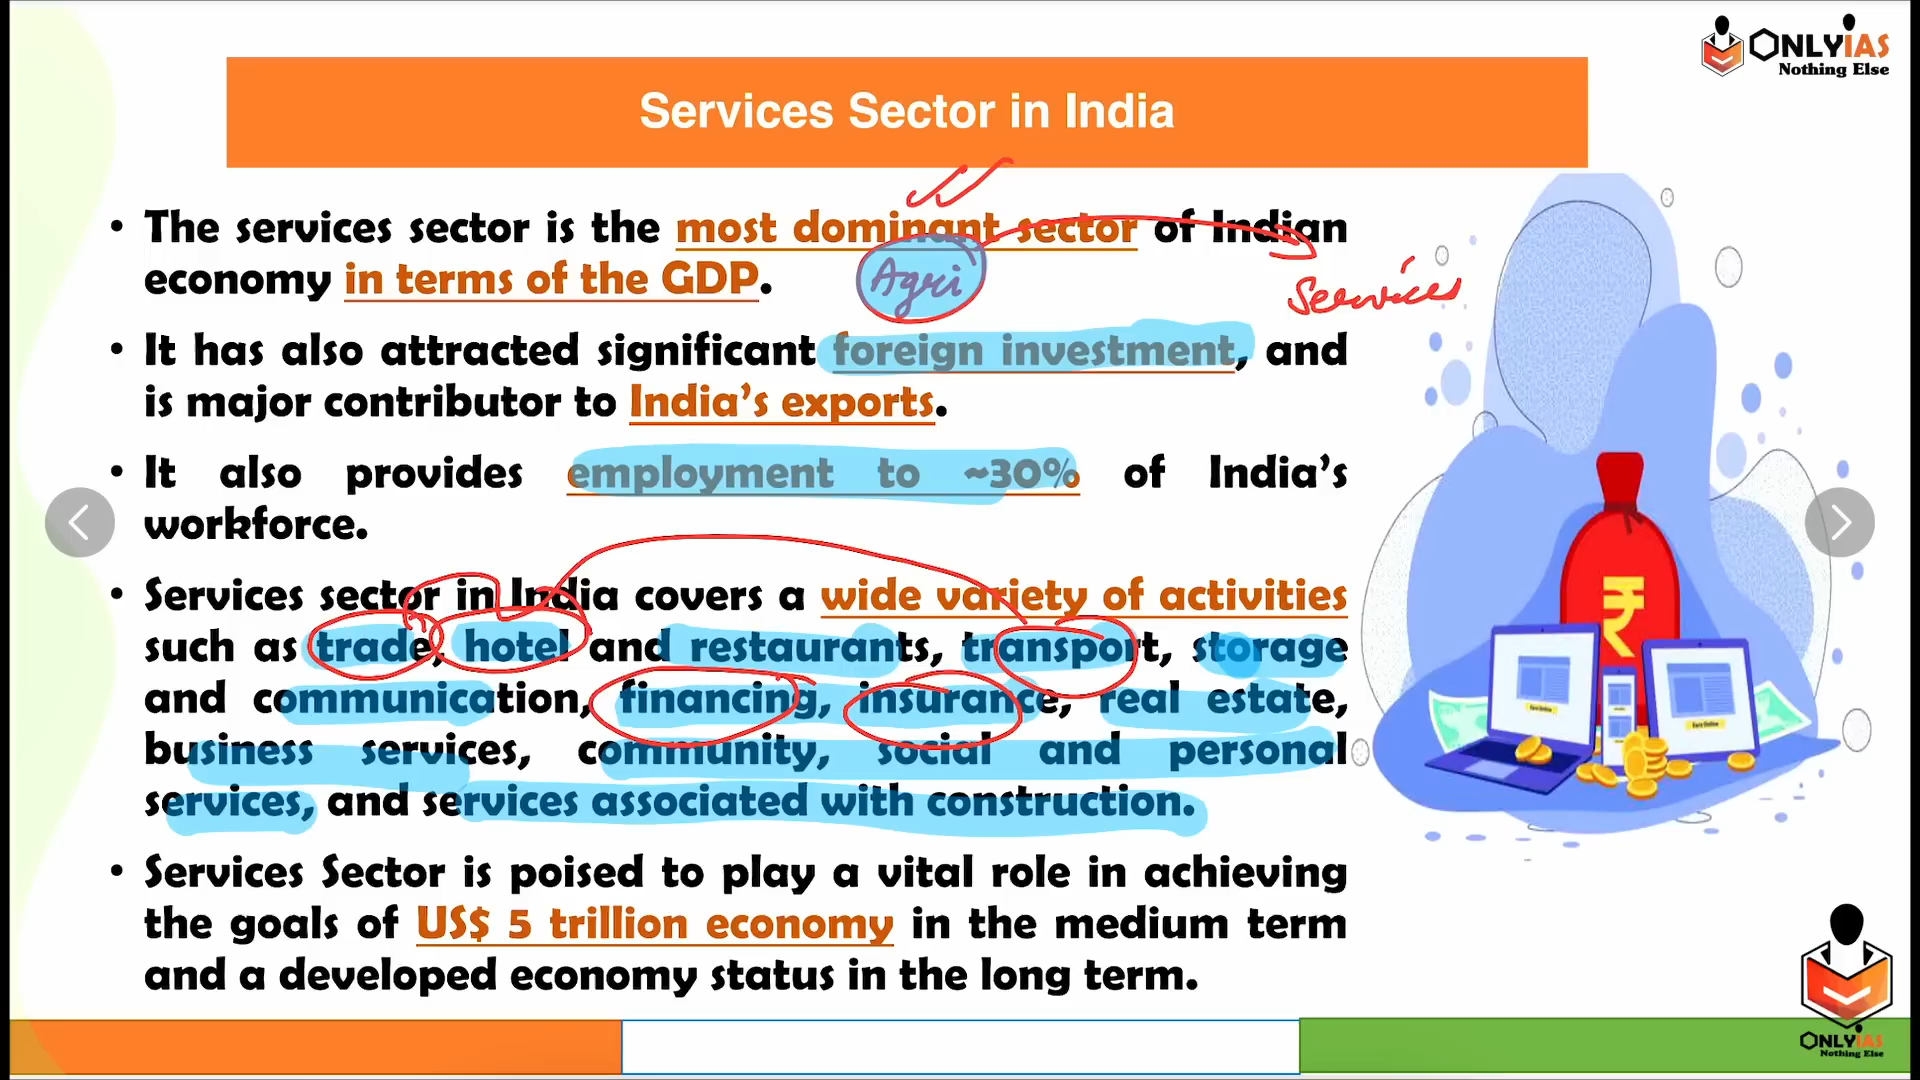 ONLYIAS
Nothing Else
Services Sector in India
• The services sector is the most dominant sector of Indian
economy in terms of the GDP.
Agri
Services
• It has also attracted significant foreign investment, and
is major contributor to India's exports.
• It also provides employment to ~30% of India's
workforce.
• Services sector in India covers a wide variety of activities
such as trade, hotel and restaurants, transport, storage
and communication, financing, insurance, real estate,
business services, community, social and personal
services, and services associated with construction.
• Services Sector is poised to play a vital role in achieving
the goals of US$ 5 trillion economy in the medium term
and a developed economy status in the long term.
₹
ONLYIAS
Nothing Else